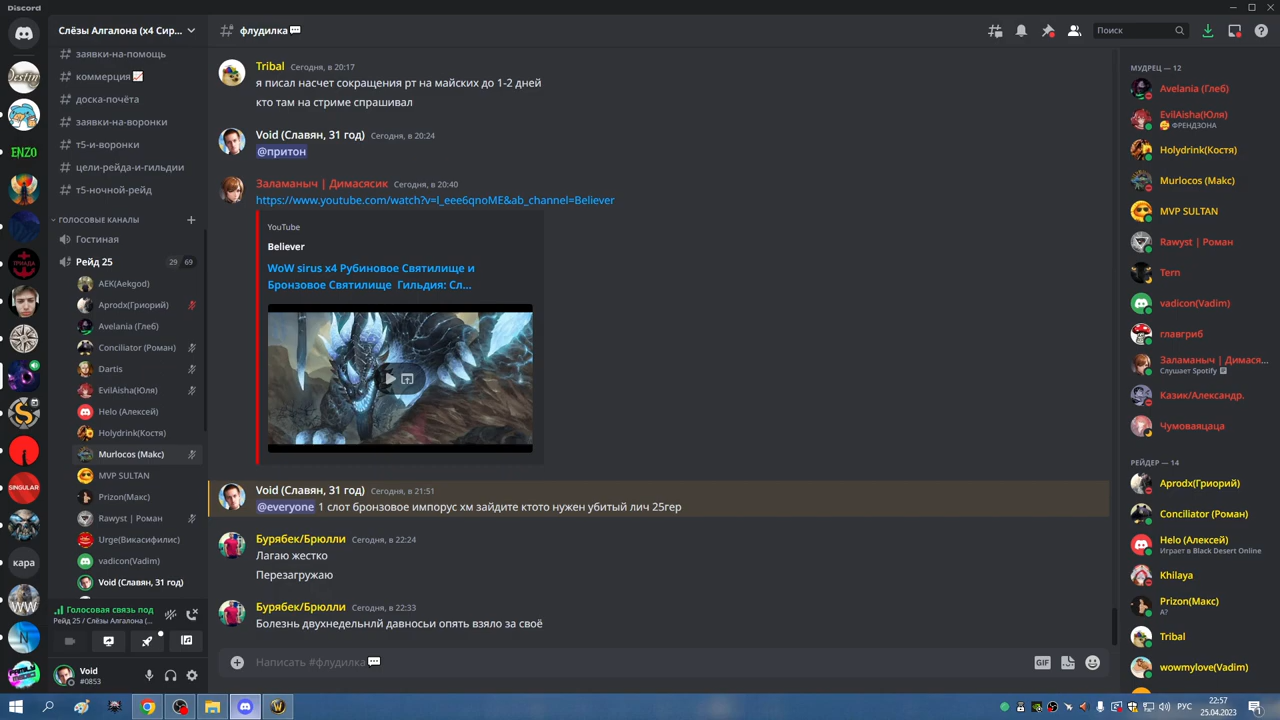 Discord
Слёзы Алгалона (x4 Сир...
заявки-на-помощь
коммерция
доска-почёта
заявки-на-воронки
т5-и-воронки
цели-рейда-и-гильдии
т5-ночной-рейд
ГОЛОСОВЫЕ КАНАЛЫ
Гостиная
Рейд 25 29 69
AEK(Aekgod)
Aprodx(Гриорий)
Avelania (Глеб)
Conciliator (Роман)
Dartis
EvilAisha(Юля)
Helo (Алексей)
Holydrink(Костя)
Murlocos (Макс)
MVP SULTAN
Prizon(Макс)
Rawyst | Роман
Urge(Викасифилис)
vadicon(Vadim)
Void (Славян, 31 год)
Голосовая связь под
Рейд 25 / Слёзы Алгалона (...
Void
#0853
ENZO
ТРИАДА
SINGULAR
кара
WW
флудилка
Поиск
Tribal Сегодня, в 20:17
я писал насчет сокращения рт на майских до 1-2 дней
кто там на стриме спрашивал
Void (Славян, 31 год) Сегодня, в 20:24
@притон
Заламаныч | Димасясик Сегодня, в 20:40
https://www.youtube.com/watch?v=l_eee6qnoME&ab_channel=Believer
YouTube
Believer
WoW sirus x4 Рубиновое Святилище и
Бронзовое Святилище Гильдия: Сл...
Void (Славян, 31 год) Сегодня, в 21:51
@everyone 1 слот бронзовое импорус хм зайдите ктото нужен убитый лич 25гер
Бурябек/Брюлли Сегодня, в 22:24
Лагаю жестко
Перезагружаю
Бурябек/Брюлли Сегодня, в 22:33
Болезнь двухнедельнлй давносьи опять взяло за своё
Написать #флудилка
GIF
МУДРЕЦ — 12
Avelania (Глеб)
EvilAisha(Юля)
ФРЕНДЗОНА
Holydrink(Костя)
Murlocos (Макс)
MVP SULTAN
Rawyst | Роман
Tern
vadicon(Vadim)
главгриб
Заламаныч | Димася...
Слушает Spotify
Казик/Александр.
Чумоваяцаца
РЕЙДЕР — 14
Aprodx(Гриорий)
Conciliator (Роман)
Helo (Алексей)
Играет в Black Desert Online
Khilaya
Prizon(Макс)
А?
Tribal
wowmylove(Vadim)
РУС
22:57
25.04.2023
1